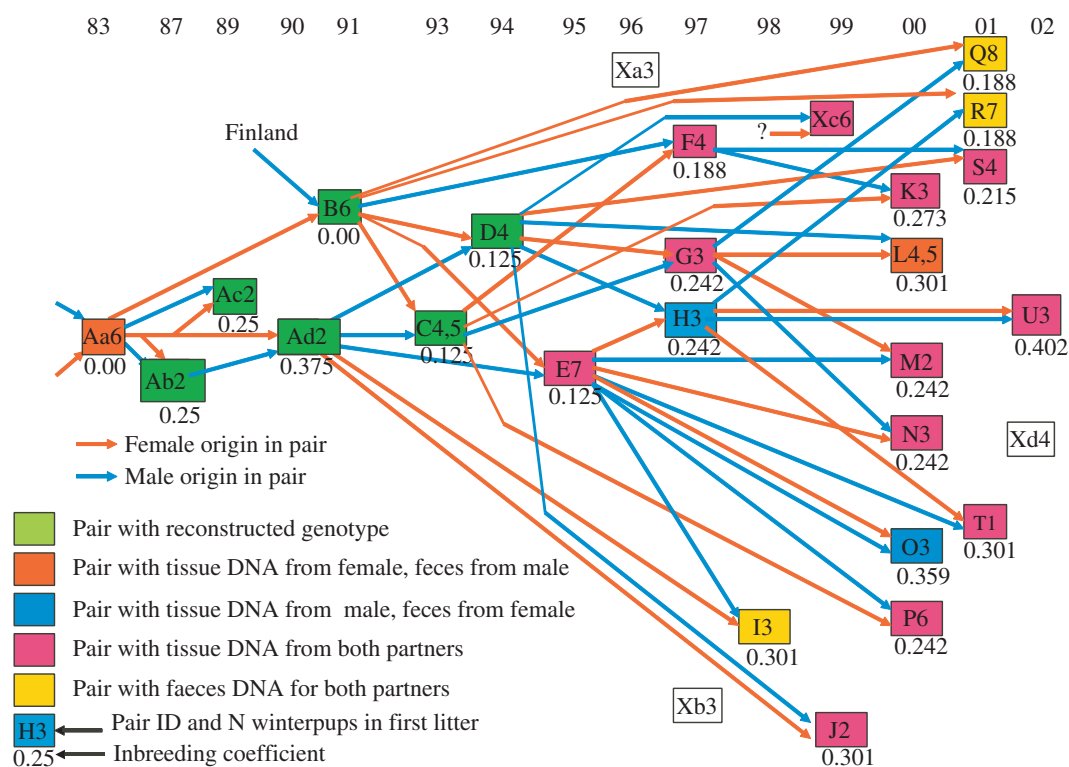 83 87 89 90 91 93 94 95 96 97 98 99 00 01 02
Q8
0.188
Xa3
R7
0.188
Xc6
?
Finland
F4
0.188
S4
0.215
K3
0.273
B6
0.00
D4
0.125
G3
0.242
L4,5
0.301
Ac2
0.25
Aa6
0.00
Ad2
0.375
C4,5
0.125
H3
0.242
U3
0.402
Ab2
0.25
E7
0.125
M2
0.242
N3
0.242
Xd4
T1
0.301
O3
0.359
P6
0.242
I3
0.301
Xb3
J2
0.301
Female origin in pair
Male origin in pair
Pair with reconstructed genotype
Pair with tissue DNA from female, feces from male
Pair with tissue DNA from male, feces from female
Pair with tissue DNA from both partners
Pair with faeces DNA for both partners
H3 Pair ID and N winterpups in first litter
0.25 Inbreeding coefficient